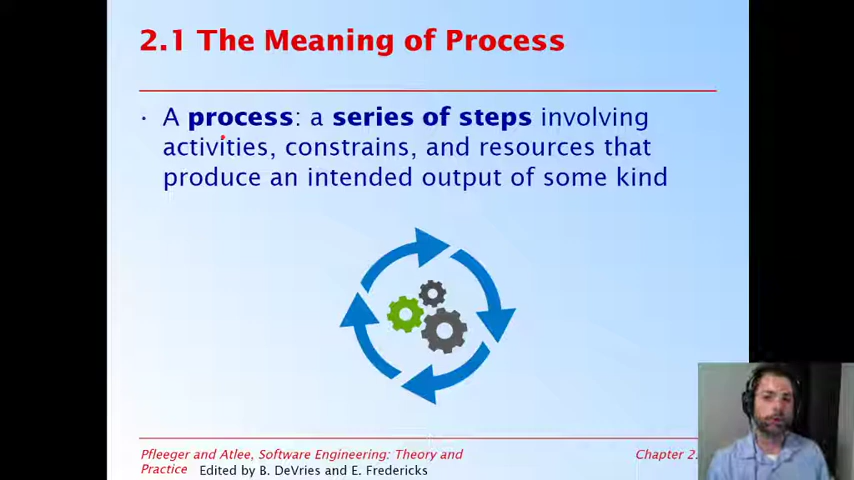 2.1 The Meaning of Process
· A process: a series of steps involving
activities, constrains, and resources that
produce an intended output of some kind
Pfleeger and Atlee, Software Engineering: Theory and
Practice Edited by B. DeVries and E. Fredericks
Chapter 2.